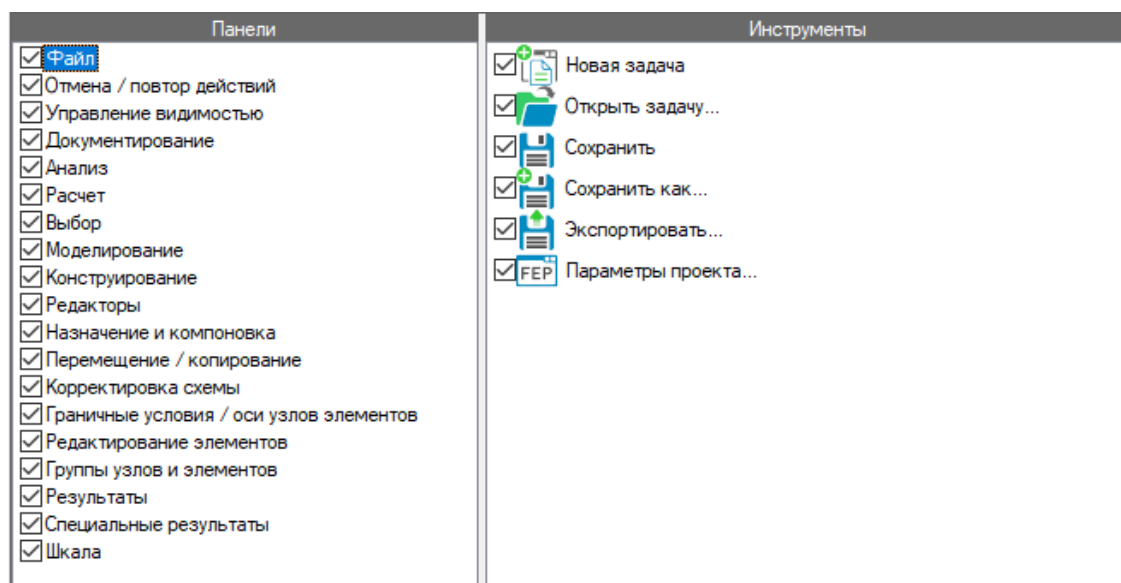 Панели
Файл
Отмена / повтор действий
Управление видимостью
Документирование
Анализ
Расчет
Выбор
Моделирование
Конструирование
Редакторы
Назначение и компоновка
Перемещение / копирование
Корректировка схемы
Граничные условия / оси узлов элементов
Редактирование элементов
Группы узлов и элементов
Результаты
Специальные результаты
Шкала
Инструменты
Новая задача
Открыть задачу...
Сохранить
Сохранить как...
Экспортировать...
FEP Параметры проекта...